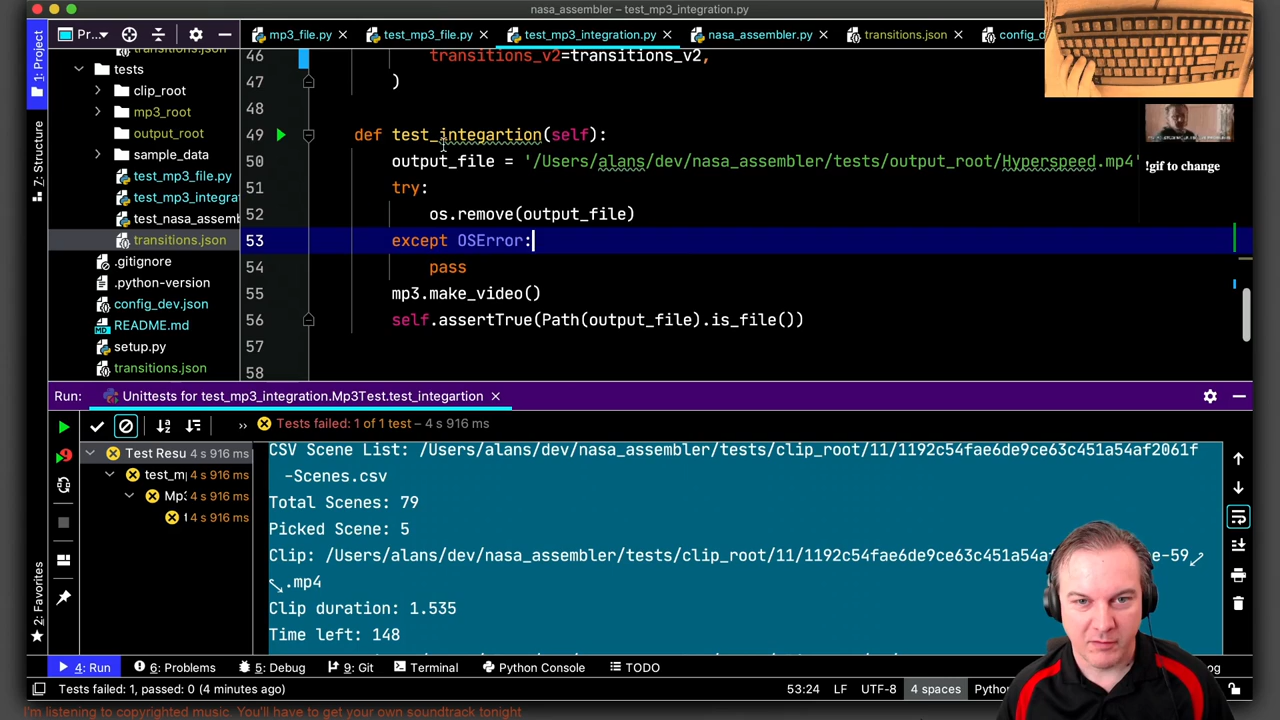 nasa_assembler – test_mp3_integration.py
Pr...
mp3_file.py
test_mp3_file.py
test_mp3_integration.py
nasa_assembler.py
transitions.json
config_d
1: Project
7: Structure
2: Favorites
transitions.json
tests
clip_root
mp3_root
output_root
sample_data
test_mp3_file.py
test_mp3_integra
test_nasa_assemb
transitions.json
.gitignore
.python-version
config_dev.json
README.md
setup.py
transitions.json
46 transitions_v2=transitions_v2,
47 )
48
49 def test_integartion(self):
50 output_file = '/Users/alans/dev/nasa_assembler/tests/output_root/Hyperspeed.mp4'
51 try:
52 os.remove(output_file)
53 except OSError:
54 pass
55 mp3.make_video()
56 self.assertTrue(Path(output_file).is_file())
57
58
!gif to change
Run: Unittests for test_mp3_integration.Mp3Test.test_integartion
Tests failed: 1 of 1 test – 4 s 916 ms
Test Resu 4 s 916 ms
test_m 4 s 916 ms
Mp3 4 s 916 ms
t 4 s 916 ms
CSV Scene List: /Users/alans/dev/nasa_assembler/tests/clip_root/11/1192c54fae6de9ce63c451a54af2061f
-Scenes.csv
Total Scenes: 79
Picked Scene: 5
Clip: /Users/alans/dev/nasa_assembler/tests/clip_root/11/1192c54fae6de9ce63c451a54a e-59
.mp4
Clip duration: 1.535
Time left: 148
4: Run
6: Problems
5: Debug
9: Git
Terminal
Python Console
TODO
og
Tests failed: 1, passed: 0 (4 minutes ago)
53:24 LF UTF-8 4 spaces Pytho
I'm listening to copyrighted music. You'll have to get your own soundtrack tonight